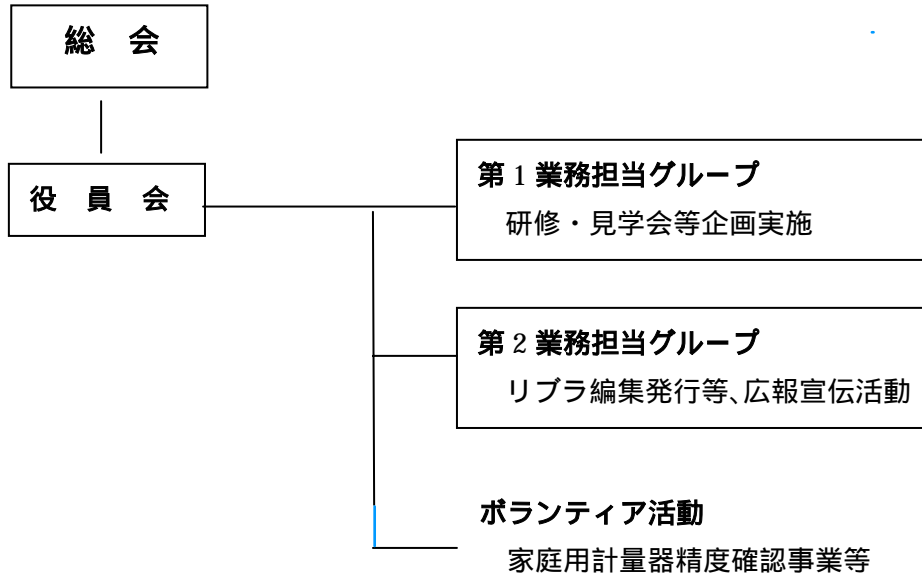 総　会
役　員　会
第1業務担当グループ
研修・見学会等企画実施
第2業務担当グループ
リブラ編集発行等、広報宣伝活動
ボランティア活動
家庭用計量器精度確認事業等